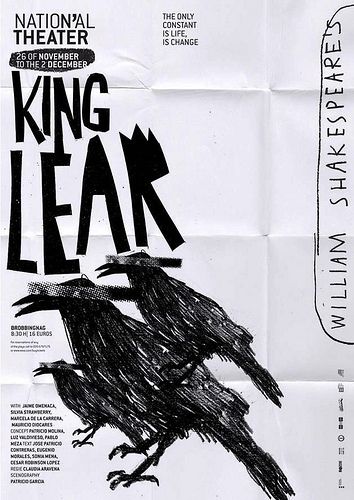 NATION'AL
THEATER
26 OF NOVEMBER
TO THE 2 DECEMBER
THE ONLY
CONSTANT
IS LIFE,
IS CHANGE
KING
LEAR
WILLIAM SHAKESPEARE'S
BROBBINGNAG
8:30 H| 16 EUROS
WITH JAIME OMENACA,
SILVIA STRAWBERRY,
MARCELA DE LA CARRERA,
MAURICIO DIOCARES
CONCEPT PATRICIO MOLINA,
LUZ VALDIVIESO, PABLO
MEZA TEXT JOSE PATRICIO
CONTRERAS, EUGENIO
MORALES, SONIA MENA,
CESAR ROBINSON LOPEZ
REGIE CLAUDIA ARAVENA
SCENOGRAPHY
PATRICIO GARCIA